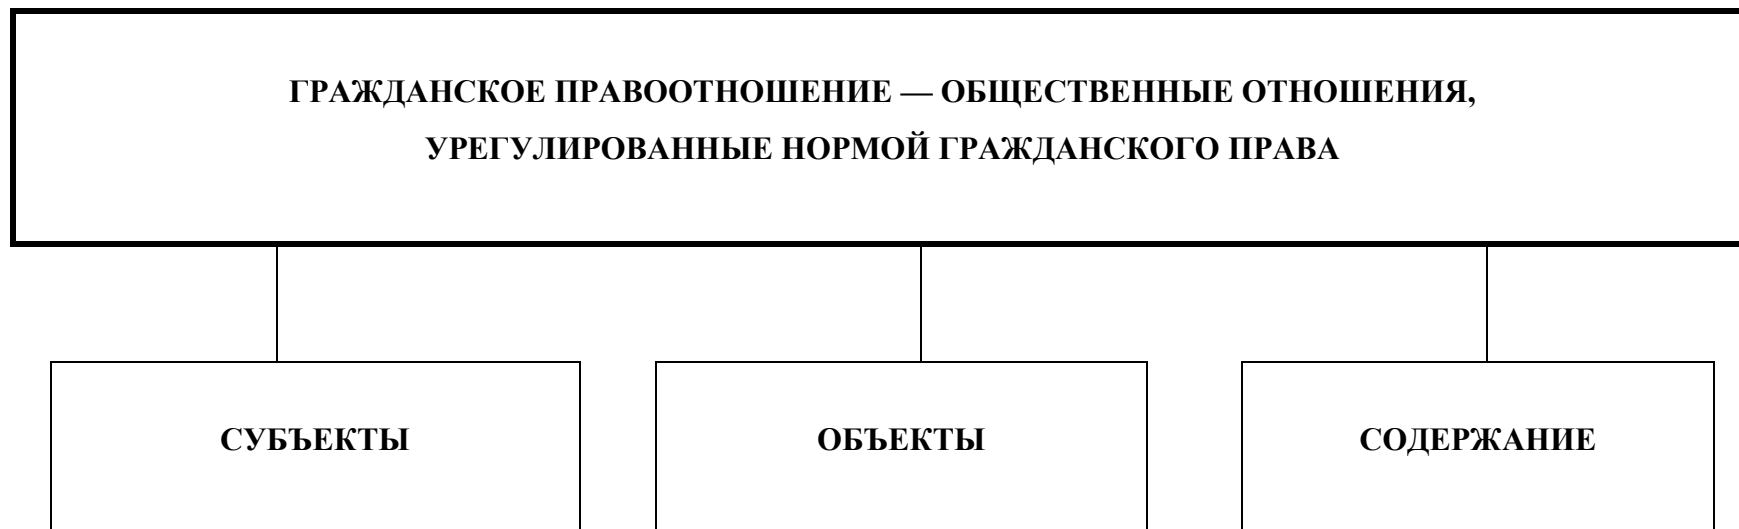 ГРАЖДАНСКОЕ ПРАВООТНОШЕНИЕ — ОБЩЕСТВЕННЫЕ ОТНОШЕНИЯ,
УРЕГУЛИРОВАННЫЕ НОРМОЙ ГРАЖДАНСКОГО ПРАВА
СУБЪЕКТЫ
ОБЪЕКТЫ
СОДЕРЖАНИЕ